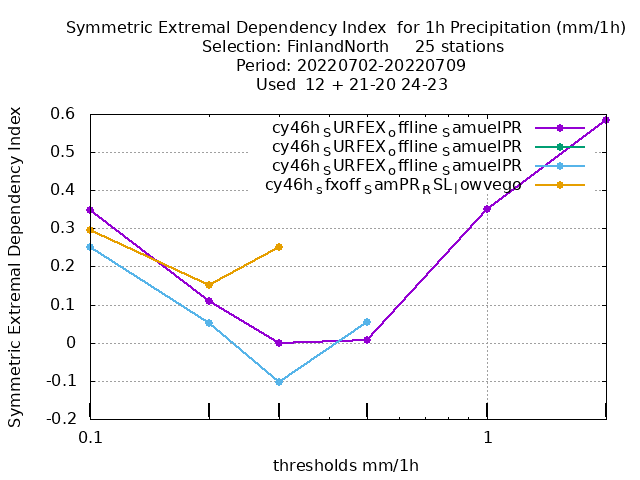 Symmetric Extremal Dependency Index  for 1h Precipitation (mm/1h)
Selection: FinlandNorth     25 stations
Period: 20220702-20220709
Used  12 + 21-20 24-23
Symmetric Extremal Dependency Index
0.6
0.5
0.4
0.3
0.2
0.1
0
-0.1
-0.2
cy46h_SURFEX_offline_SamuelPR
cy46h_SURFEX_offline_SamuelPR
cy46h_SURFEX_offline_SamuelPR
cy46h_sfxoff_SamPR_RSL_lowvego
0.1 1
thresholds mm/1h